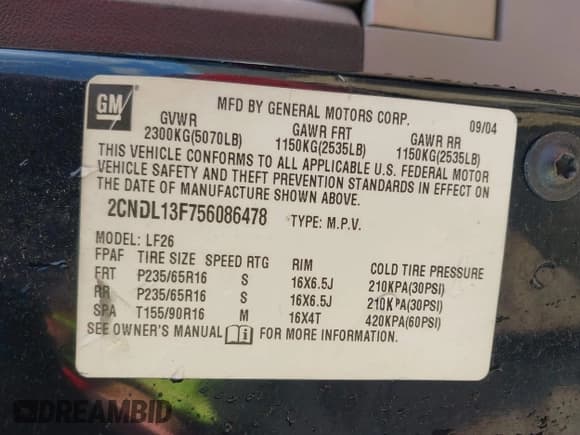 GM
MFD BY GENERAL MOTORS CORP. 09/04
GVWR GAWR FRT GAWR RR
2300KG(5070LB) 1150KG(2535LB) 1150KG(2535LB)
THIS VEHICLE CONFORMS TO ALL APPLICABLE U.S. FEDERAL MOTOR
VEHICLE SAFETY AND THEFT PREVENTION STANDARDS IN EFFECT ON
THE DATE OF MANUFACTURE SHOWN ABOVE.
2CNDL13F756086478 TYPE: M.P.V.
MODEL: LF26
FPAF TIRE SIZE SPEED RTG RIM COLD TIRE PRESSURE
FRT P235/65R16 S 16X6.5J 210KPA(30PSI)
RR P235/65R16 S 16X6.5J 210KPA(30PSI)
SPA T155/90R16 M 16X4T 420KPA(60PSI)
SEE OWNER'S MANUAL i FOR MORE INFORMATION.
DREAMBID